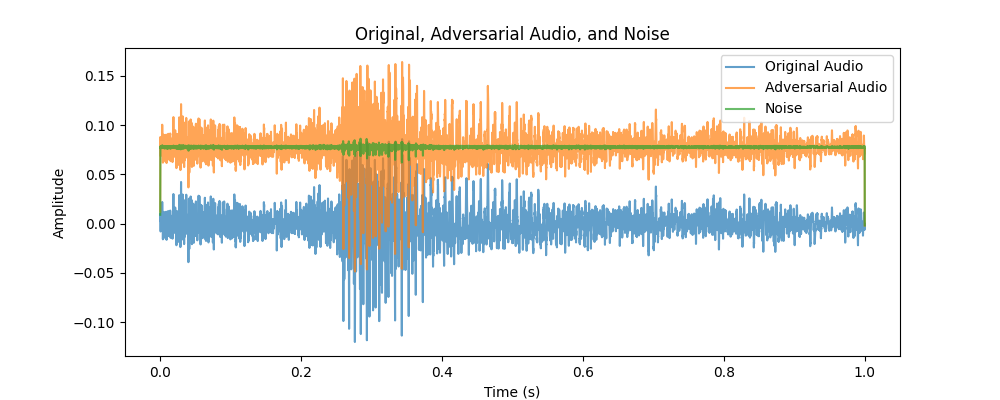 Original, Adversarial Audio, and Noise
Original Audio
Adversarial Audio
Noise
Amplitude
0.15
0.10
0.05
0.00
−0.05
−0.10
0.0 0.2 0.4 0.6 0.8 1.0
Time (s)